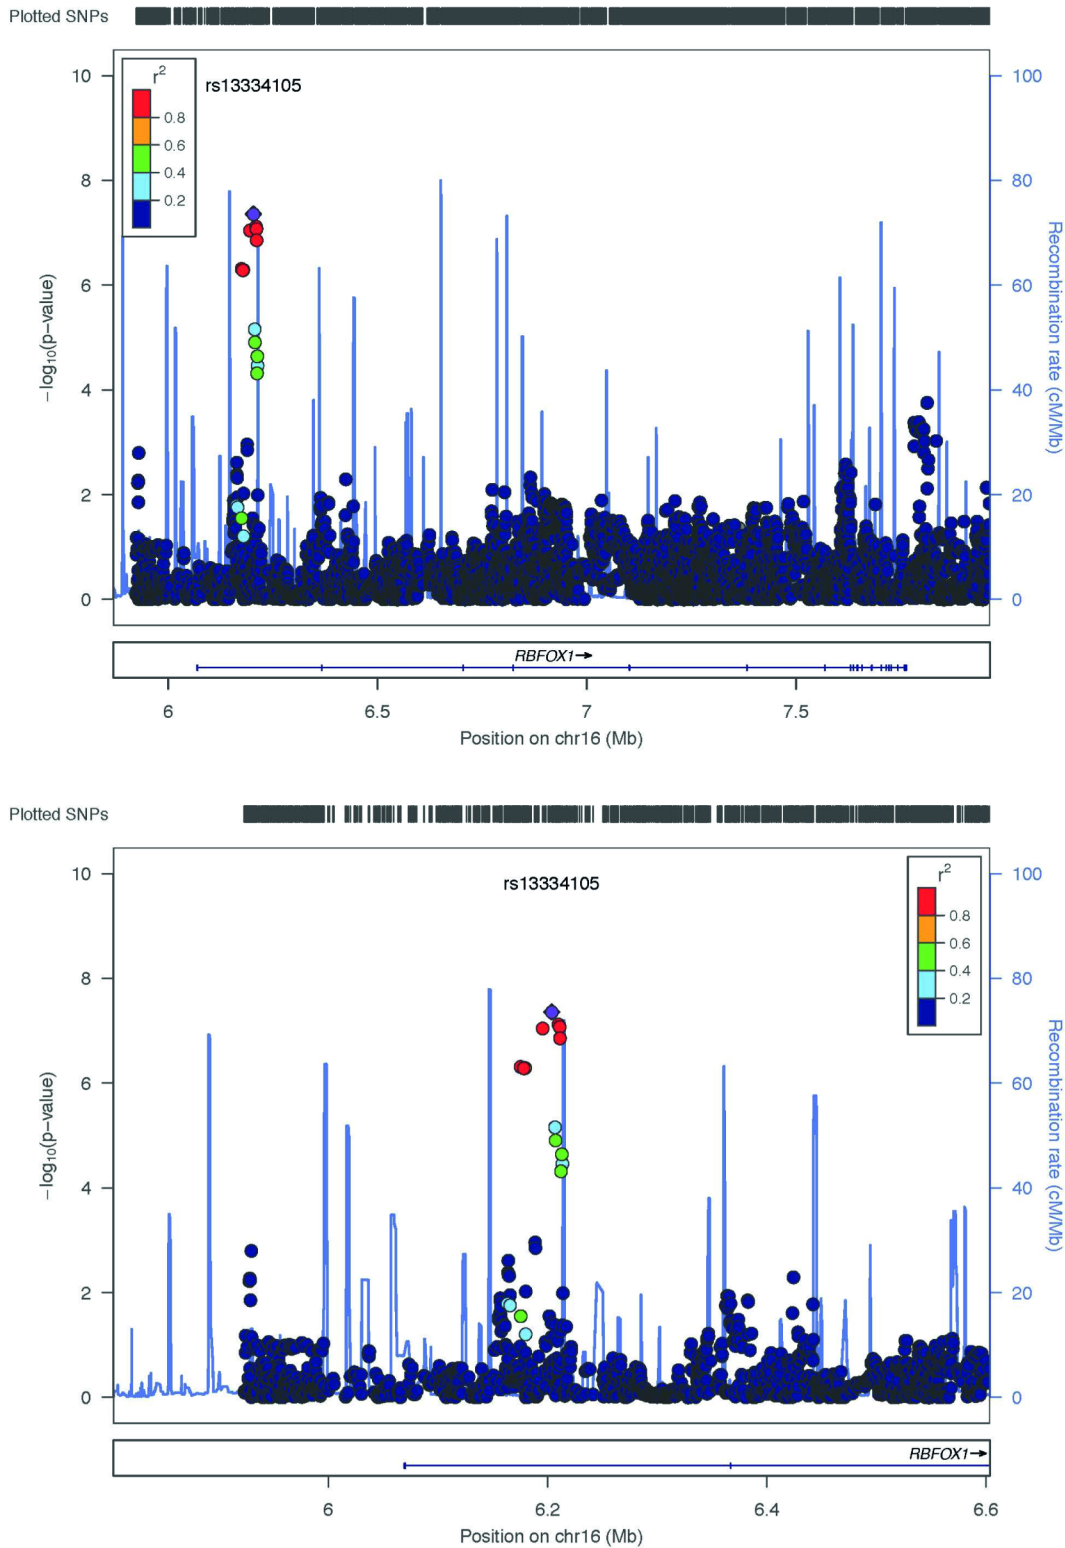 Plotted SNPs
10
8
6
4
2
0
−log10(p−value)
r2
0.8
0.6
0.4
0.2
rs13334105
100
80
60
40
20
0
Recombination rate (cM/Mb)
RBFOX1→
6
6.5
7
7.5
Position on chr16 (Mb)
Plotted SNPs
10
8
6
4
2
0
−log10(p−value)
rs13334105
r2
0.8
0.6
0.4
0.2
100
80
60
40
20
0
Recombination rate (cM/Mb)
RBFOX1→
6
6.2
6.4
6.6
Position on chr16 (Mb)